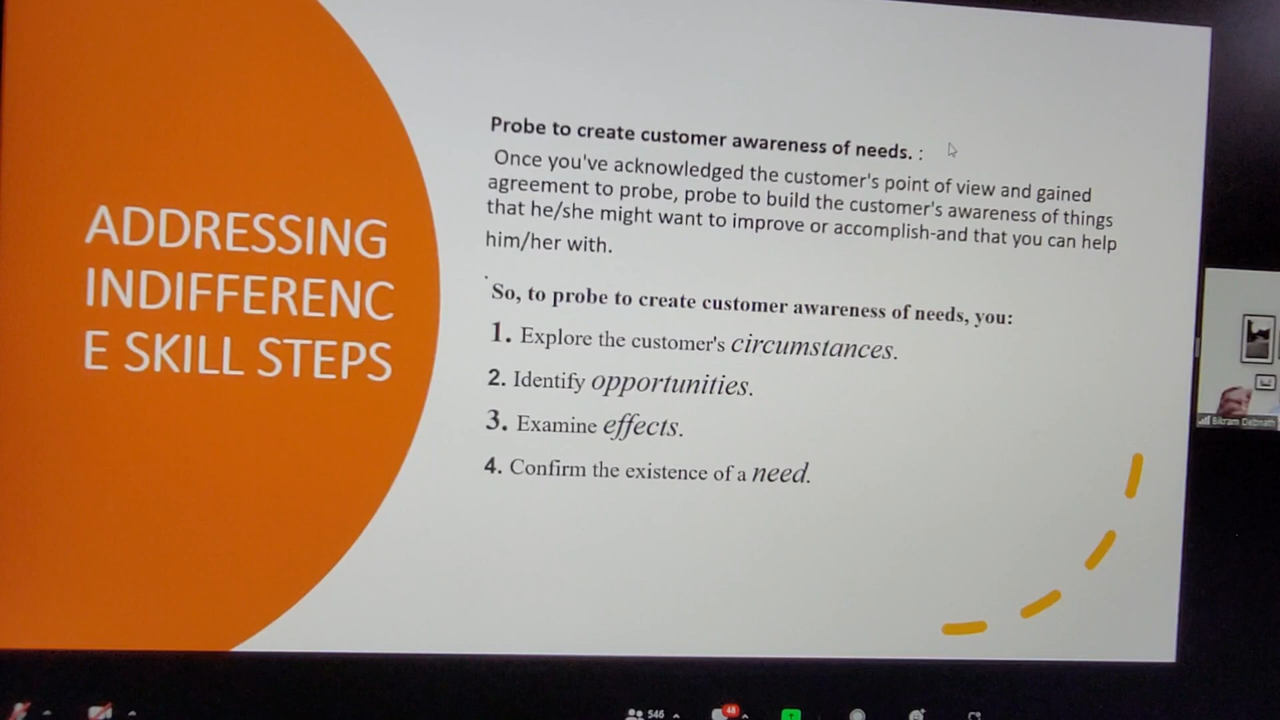 ADDRESSING
INDIFFERENC
E SKILL STEPS
Probe to create customer awareness of needs. :
Once you've acknowledged the customer's point of view and gained
agreement to probe, probe to build the customer's awareness of things
that he/she might want to improve or accomplish-and that you can help
him/her with.
So, to probe to create customer awareness of needs, you:
1. Explore the customer's circumstances.
2. Identify opportunities.
3. Examine effects.
4. Confirm the existence of a need.
Bikram
546
48